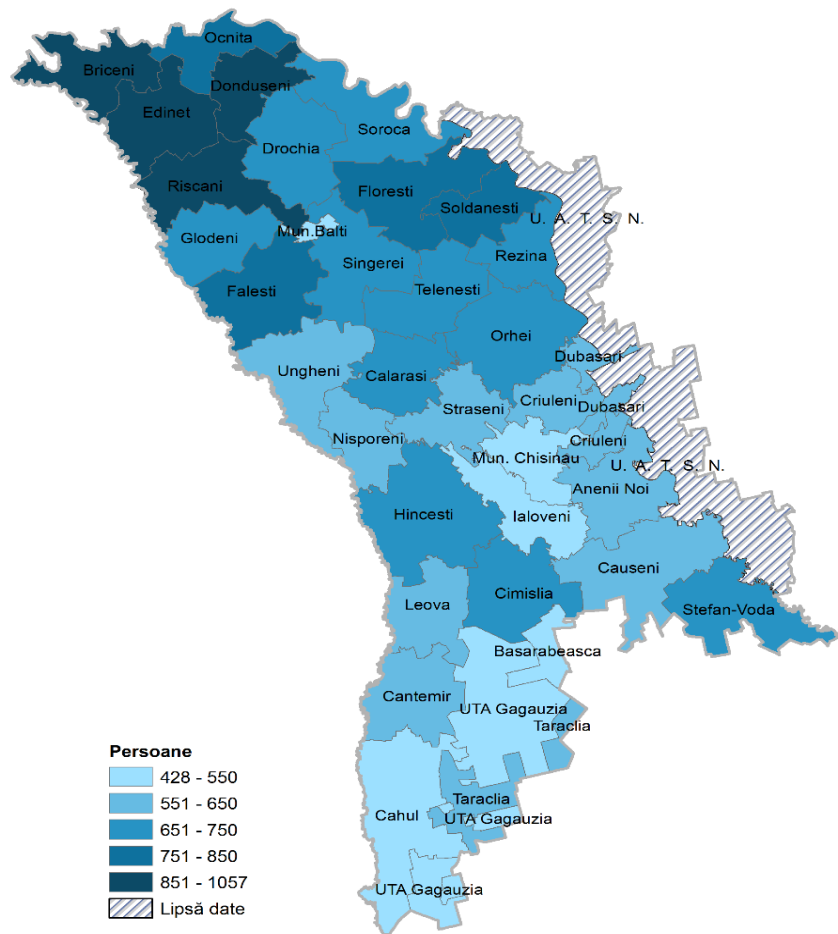 Ocnita
Briceni
Donduseni
Edinet
Soroca
Drochia
Riscani
Floresti
Soldanesti
U. A. T. S. N.
Mun.Balti
Glodeni
Rezina
Singerei
Telenesti
Falesti
Orhei
Dubasari
Ungheni
Calarasi
Criuleni
Dubasari
Straseni
Nisporeni
Criuleni
Mun. Chisinau
U. A. T. S. N.
Anenii Noi
Hincesti
Ialoveni
Causeni
Cimislia
Leova
Stefan-Voda
Basarabeasca
Cantemir
UTA Gagauzia
Taraclia
Taraclia
Cahul
UTA Gagauzia
UTA Gagauzia
Persoane
428 - 550
551 - 650
651 - 750
751 - 850
851 - 1057
Lipsă date